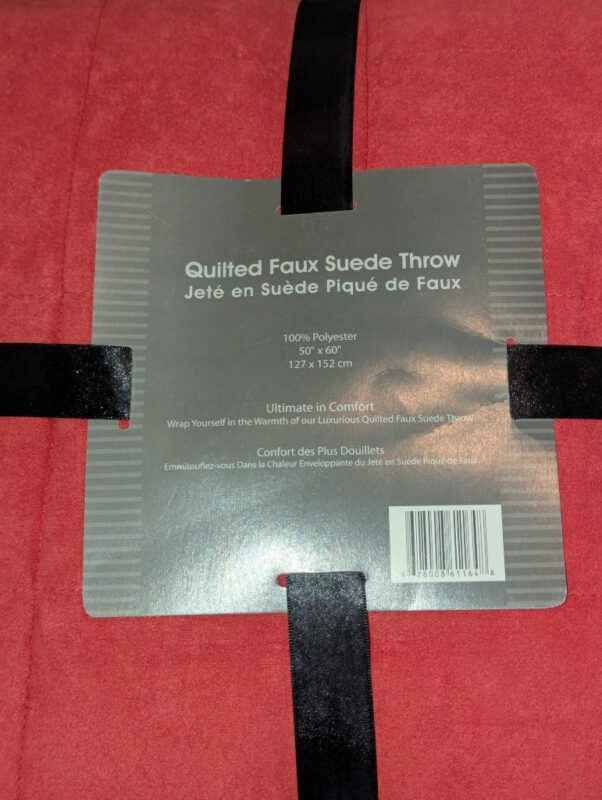 Quilted Faux Suede Throw
Jeté en Suède Piqué de Faux
100% Polyester
50" x 60"
127 x 152 cm
Ultimate in Comfort
Wrap Yourself in the Warmth of our Luxurious Quilted Faux Suede Throw
Confort des Plus Douillets
Emmitouflez-vous Dans la Chaleur Enveloppante du Jeté en Suède Piqué de Faux